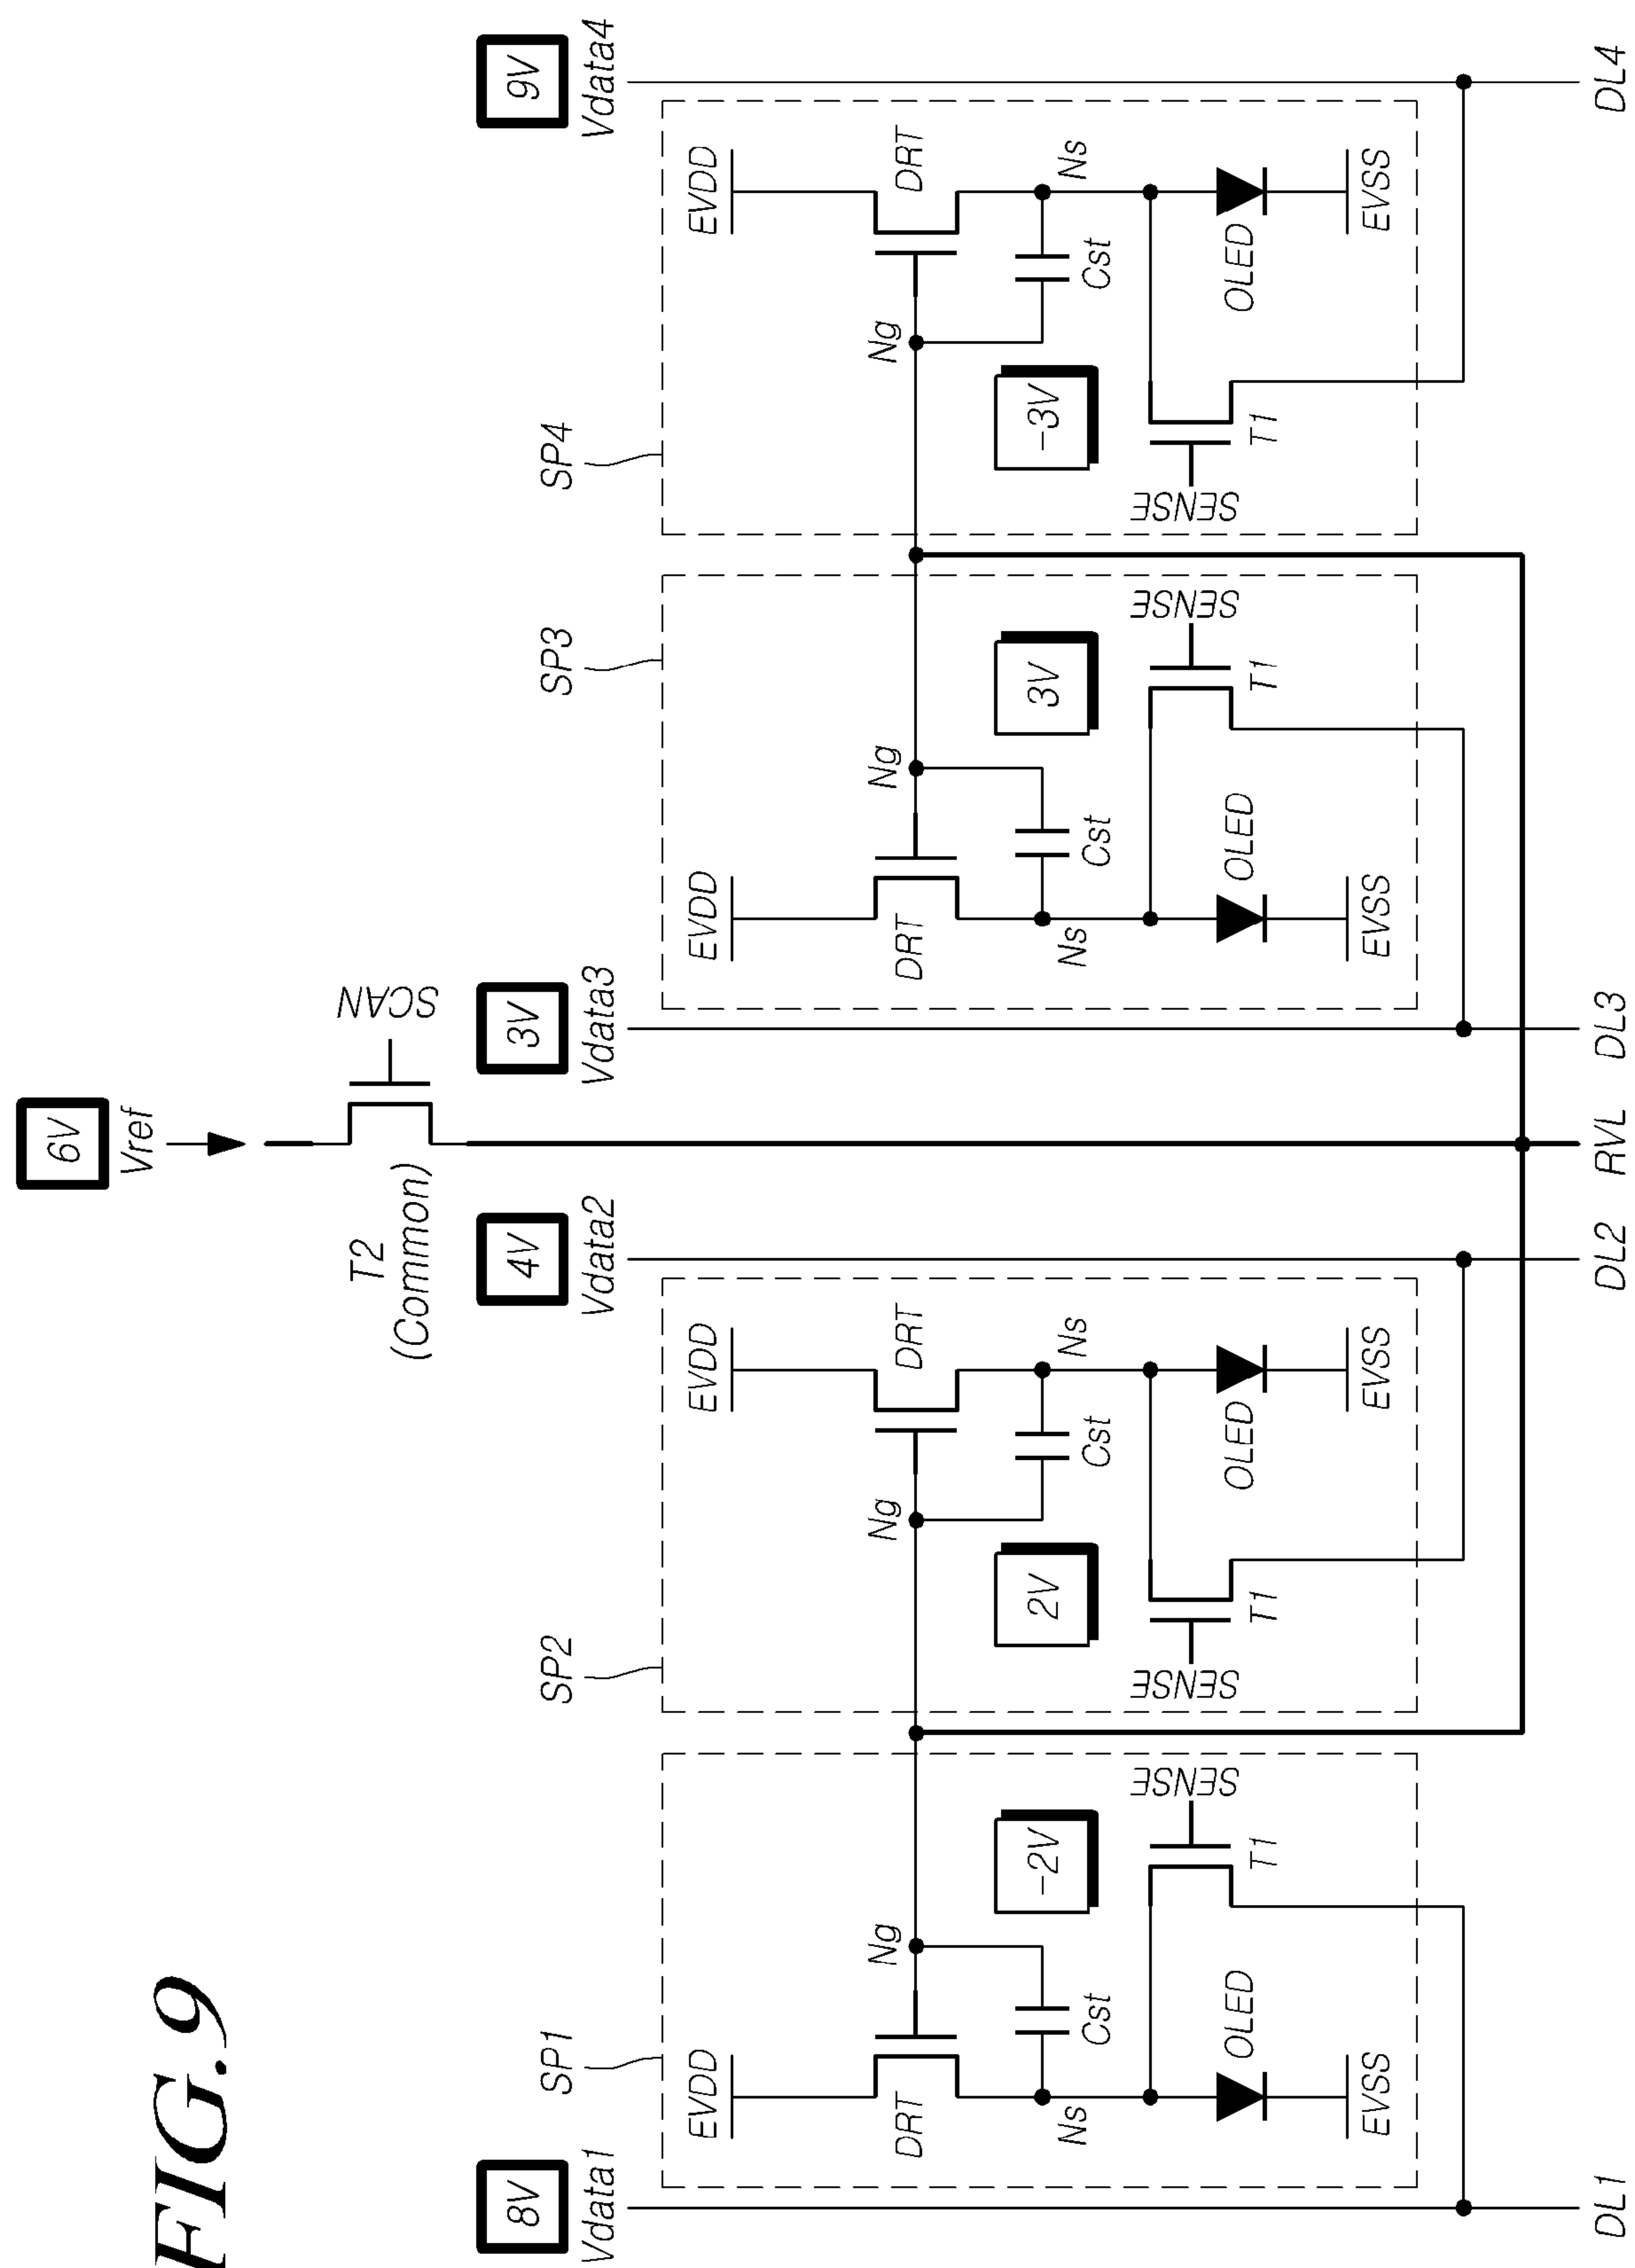 FIG.9
6V
Vref
SCAN
T2
(Common)
8V
Vdata1
4V
Vdata2
3V
Vdata3
9V
Vdata4
SP1
EVDD
DRT
Ng
Cst
Ns
-2V
SENSE
T1
OLED
EVSS
SP2
EVDD
DRT
Ng
Cst
Ns
2V
SENSE
T1
OLED
EVSS
SP3
EVDD
DRT
Ng
Cst
Ns
3V
SENSE
T1
OLED
EVSS
SP4
EVDD
DRT
Ng
Cst
Ns
-3V
SENSE
T1
OLED
EVSS
DL1
DL2
RVL
DL3
DL4